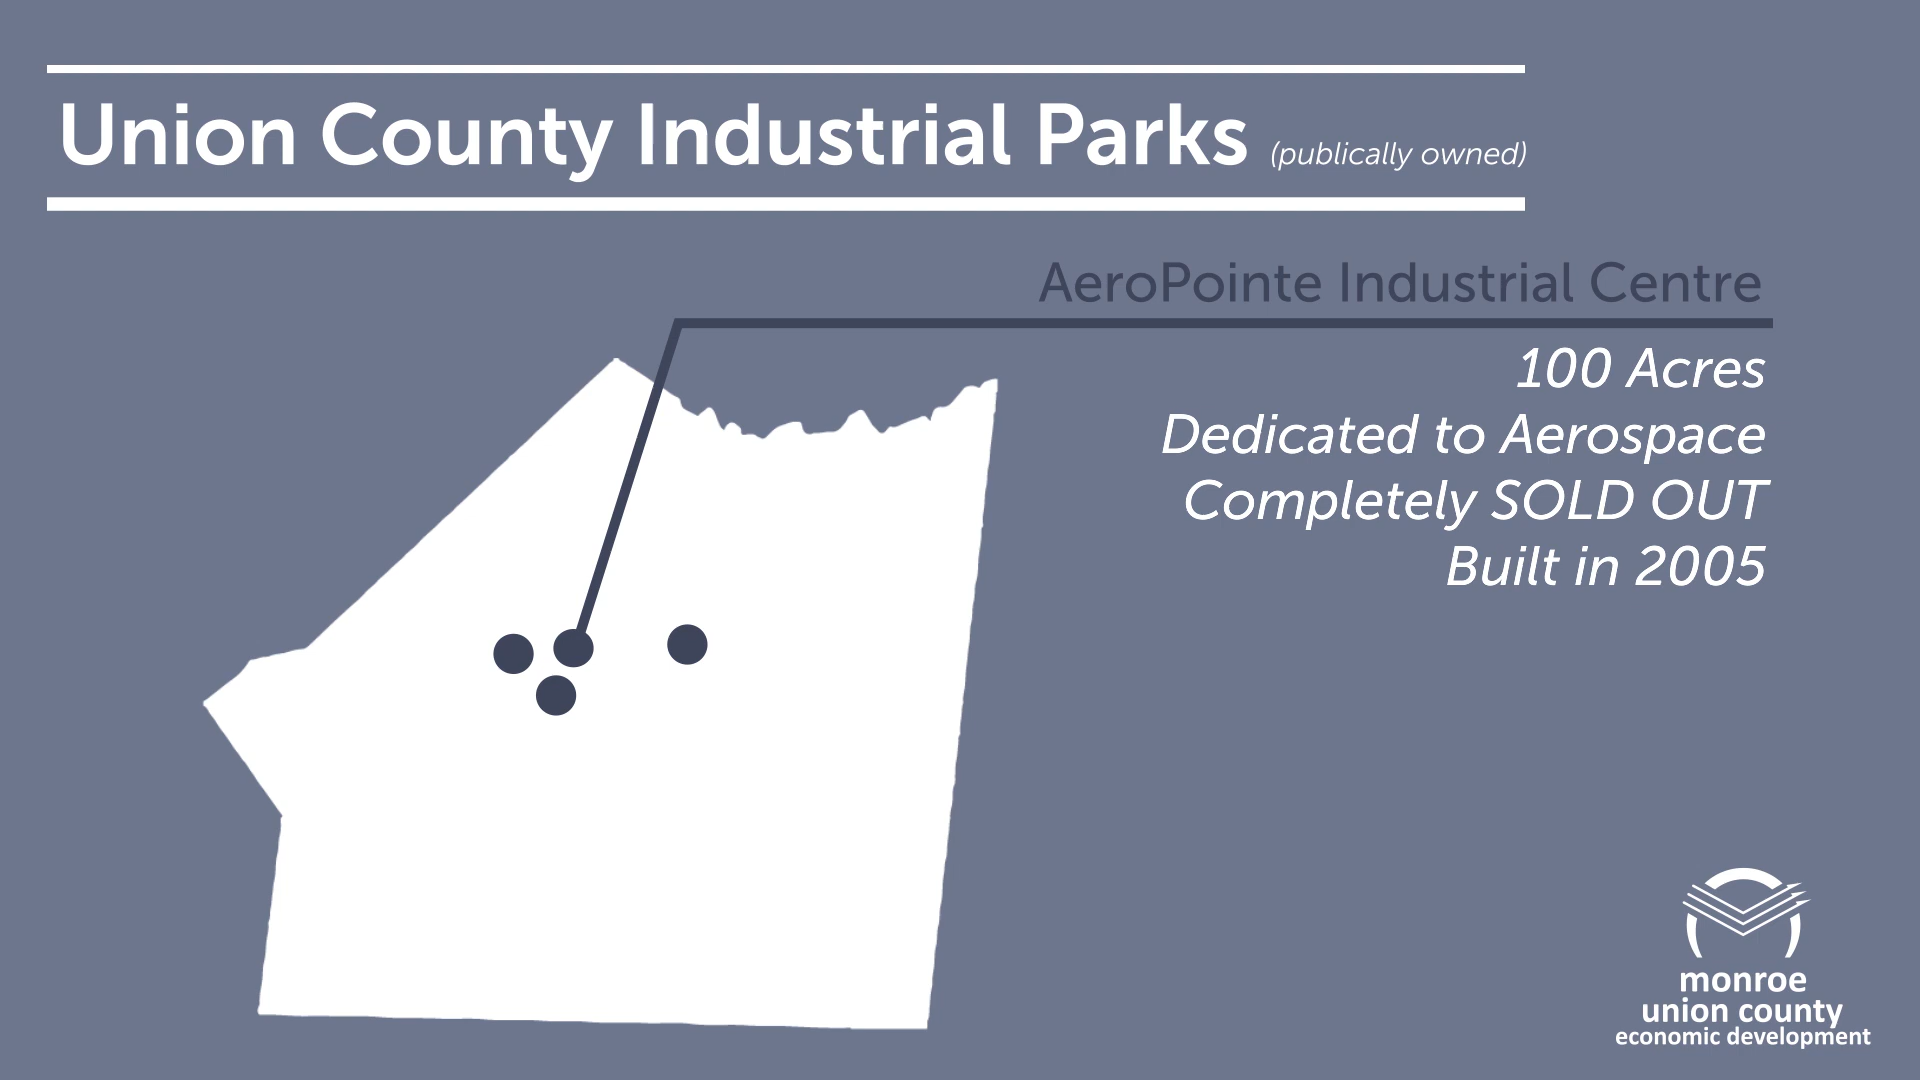 Union County Industrial Parks (publically owned)
AeroPointe Industrial Centre
100 Acres
Dedicated to Aerospace
Completely SOLD OUT
Built in 2005
monroe
union county
economic development